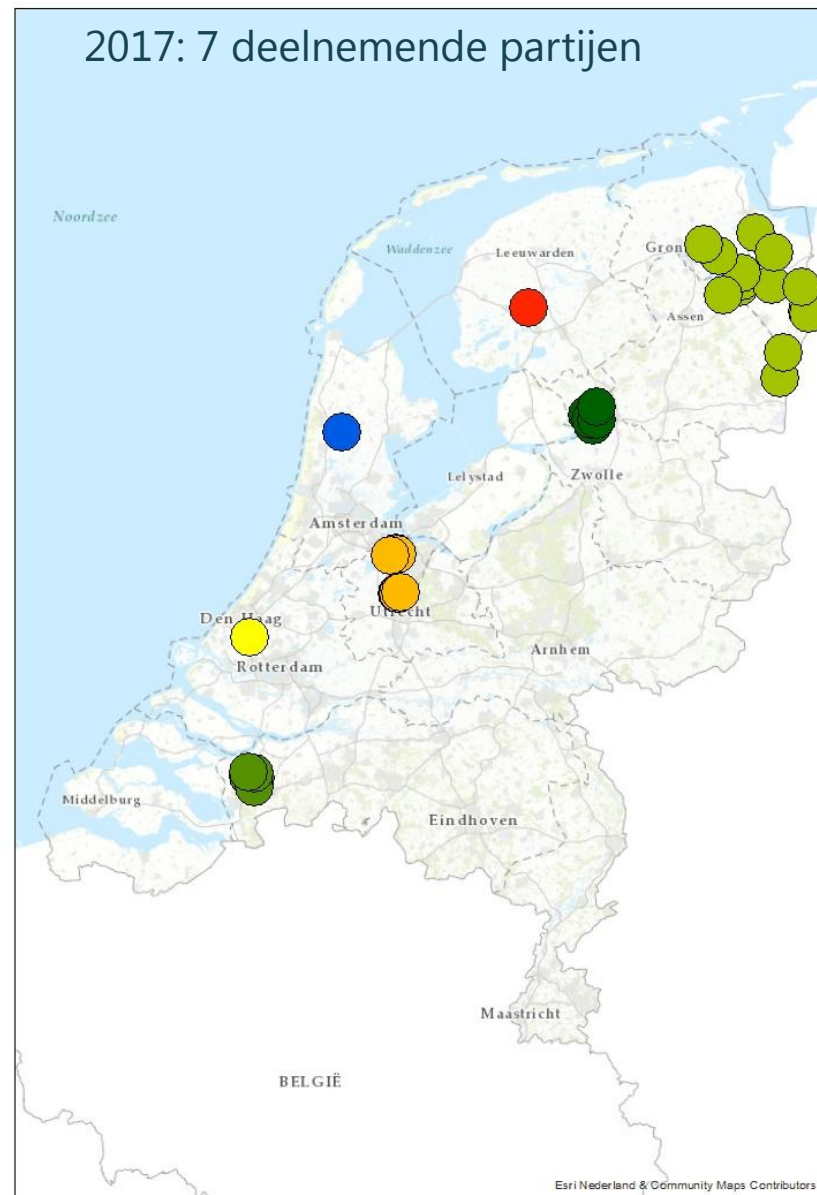 2017: 7 deelnemende partijen
Noordzee
Waddenzee
Leeuwarden
Gron
Assen
Zwolle
Lelystad
Amsterdam
Utrecht
Den Haag
Arnhem
Rotterdam
Middelburg
Eindhoven
Maastricht
BELGIË
Esri Nederland & Community Maps Contributors